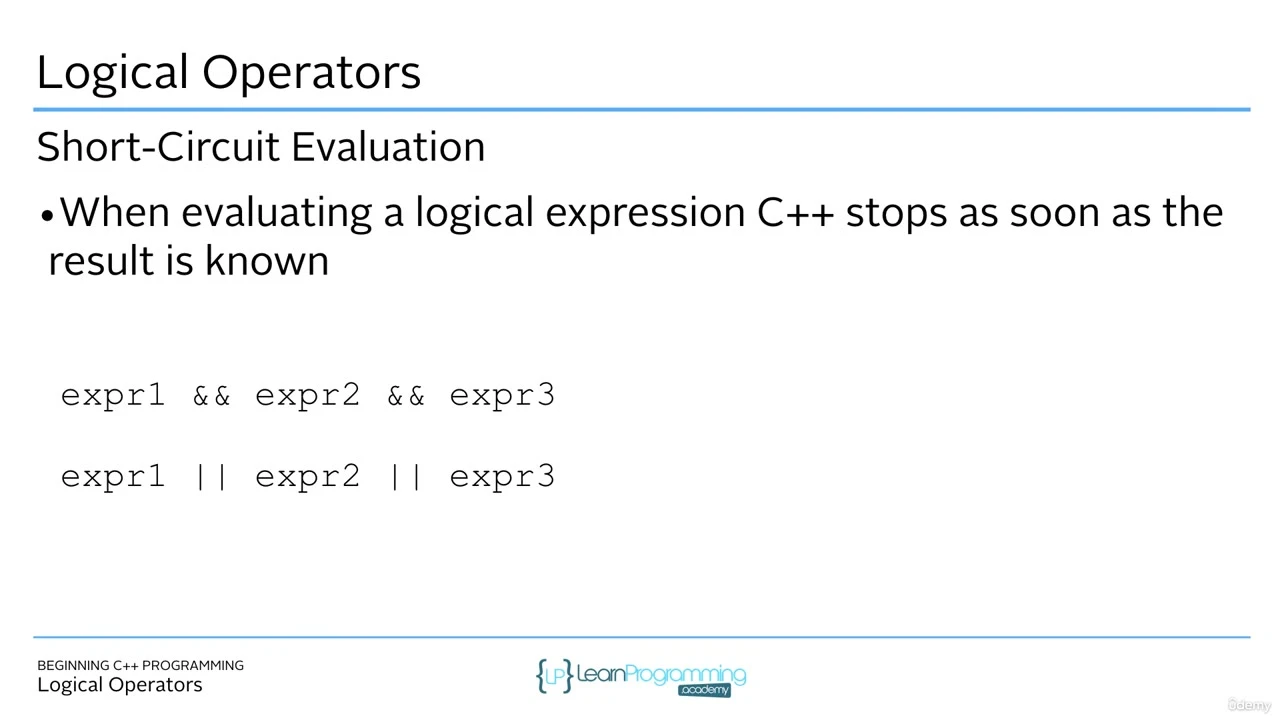 Logical Operators
Short-Circuit Evaluation
•When evaluating a logical expression C++ stops as soon as the
result is known
expr1 && expr2 && expr3
expr1 || expr2 || expr3
BEGINNING C++ PROGRAMMING
Logical Operators
{LP}LearnProgramming
.academy
ûdemy